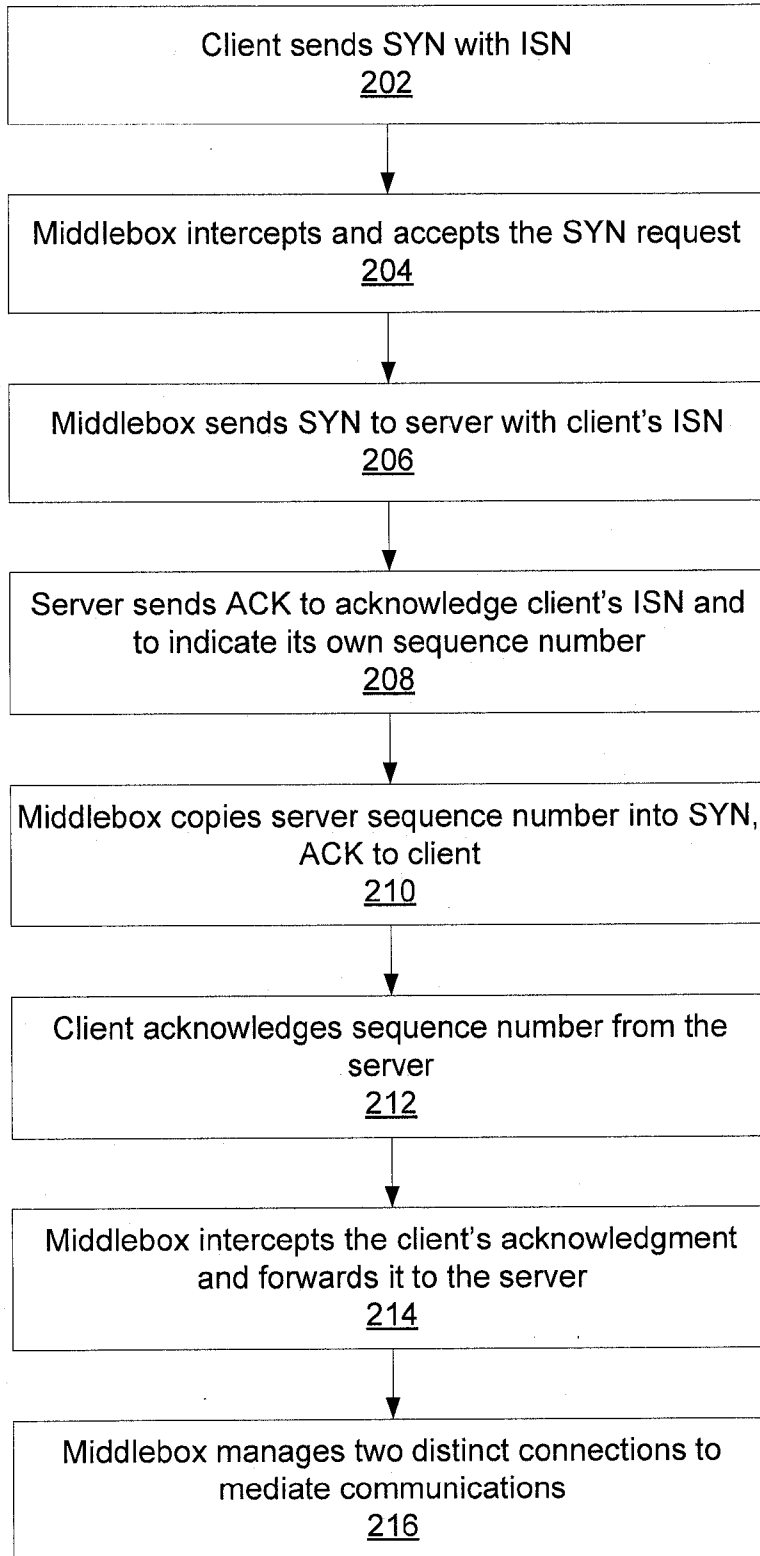 Client sends SYN with ISN
202
Middlebox intercepts and accepts the SYN request
204
Middlebox sends SYN to server with client's ISN
206
Server sends ACK to acknowledge client's ISN and
to indicate its own sequence number
208
Middlebox copies server sequence number into SYN,
ACK to client
210
Client acknowledges sequence number from the
server
212
Middlebox intercepts the client's acknowledgment
and forwards it to the server
214
Middlebox manages two distinct connections to
mediate communications
216